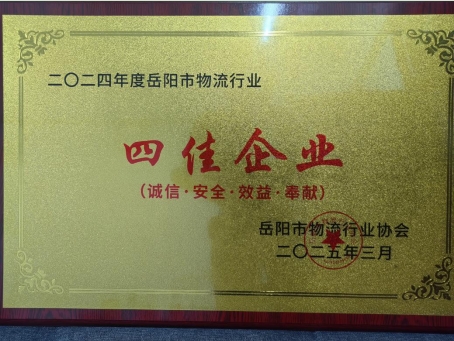 二〇二四年度岳阳市物流行业
四佳企业
（诚信·安全·效益·奉献）
岳阳市物流行业协会
二〇二五年三月